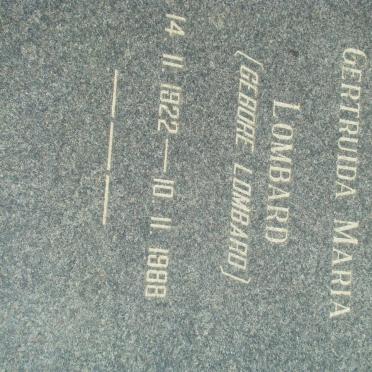 GERTRUIDA MARIA
LOMBARD
(GEBORE LOMBARD)
14 11 1922 — 10 11 1988